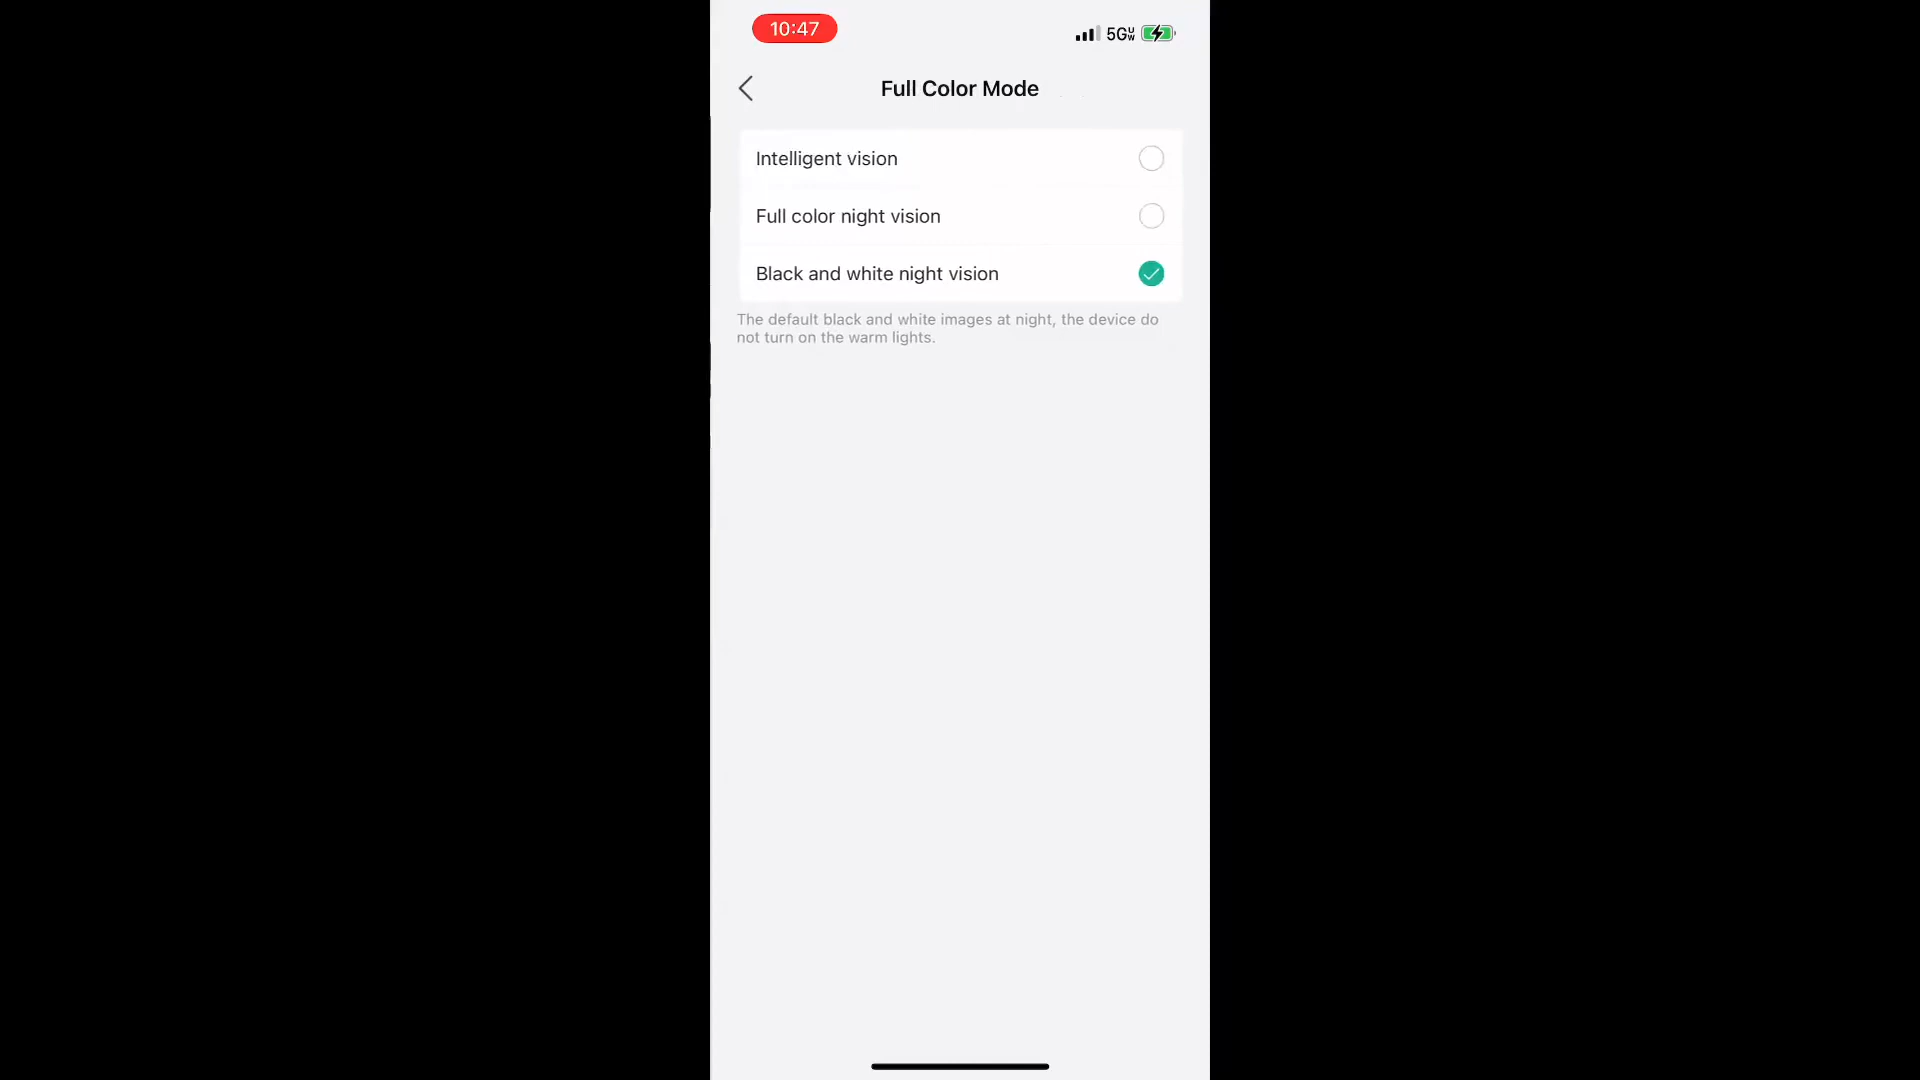 10:47
5G UW
Full Color Mode
Intelligent vision
Full color night vision
Black and white night vision
The default black and white images at night, the device do
not turn on the warm lights.